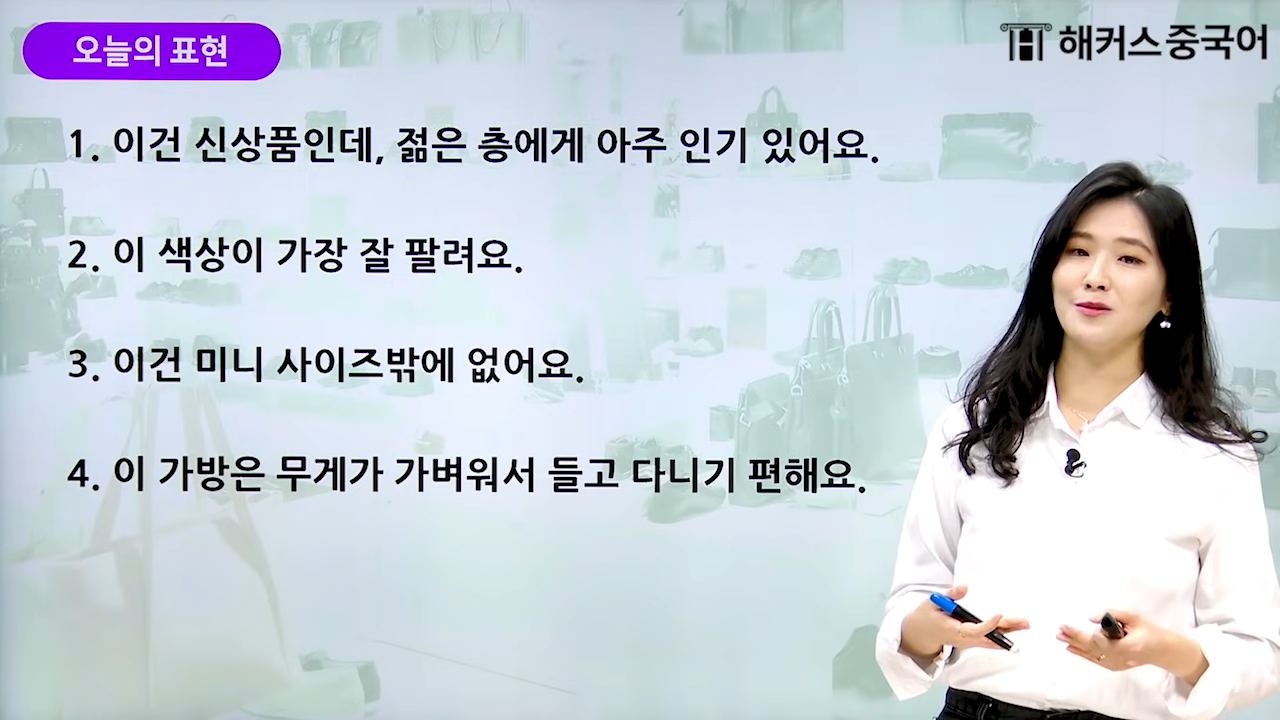 오늘의 표현
해커스중국어
1. 이건 신상품인데, 젊은 층에게 아주 인기 있어요.
2. 이 색상이 가장 잘 팔려요.
3. 이건 미니 사이즈밖에 없어요.
4. 이 가방은 무게가 가벼워서 들고 다니기 편해요.